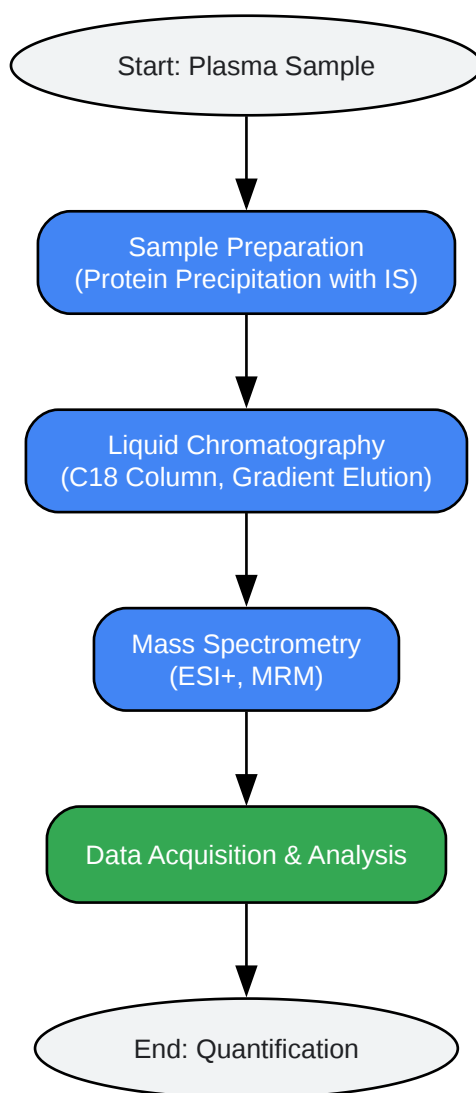 Start: Plasma Sample
Sample Preparation
(Protein Precipitation with IS)
Liquid Chromatography
(C18 Column, Gradient Elution)
Mass Spectrometry
(ESI+, MRM)
Data Acquisition & Analysis
End: Quantification